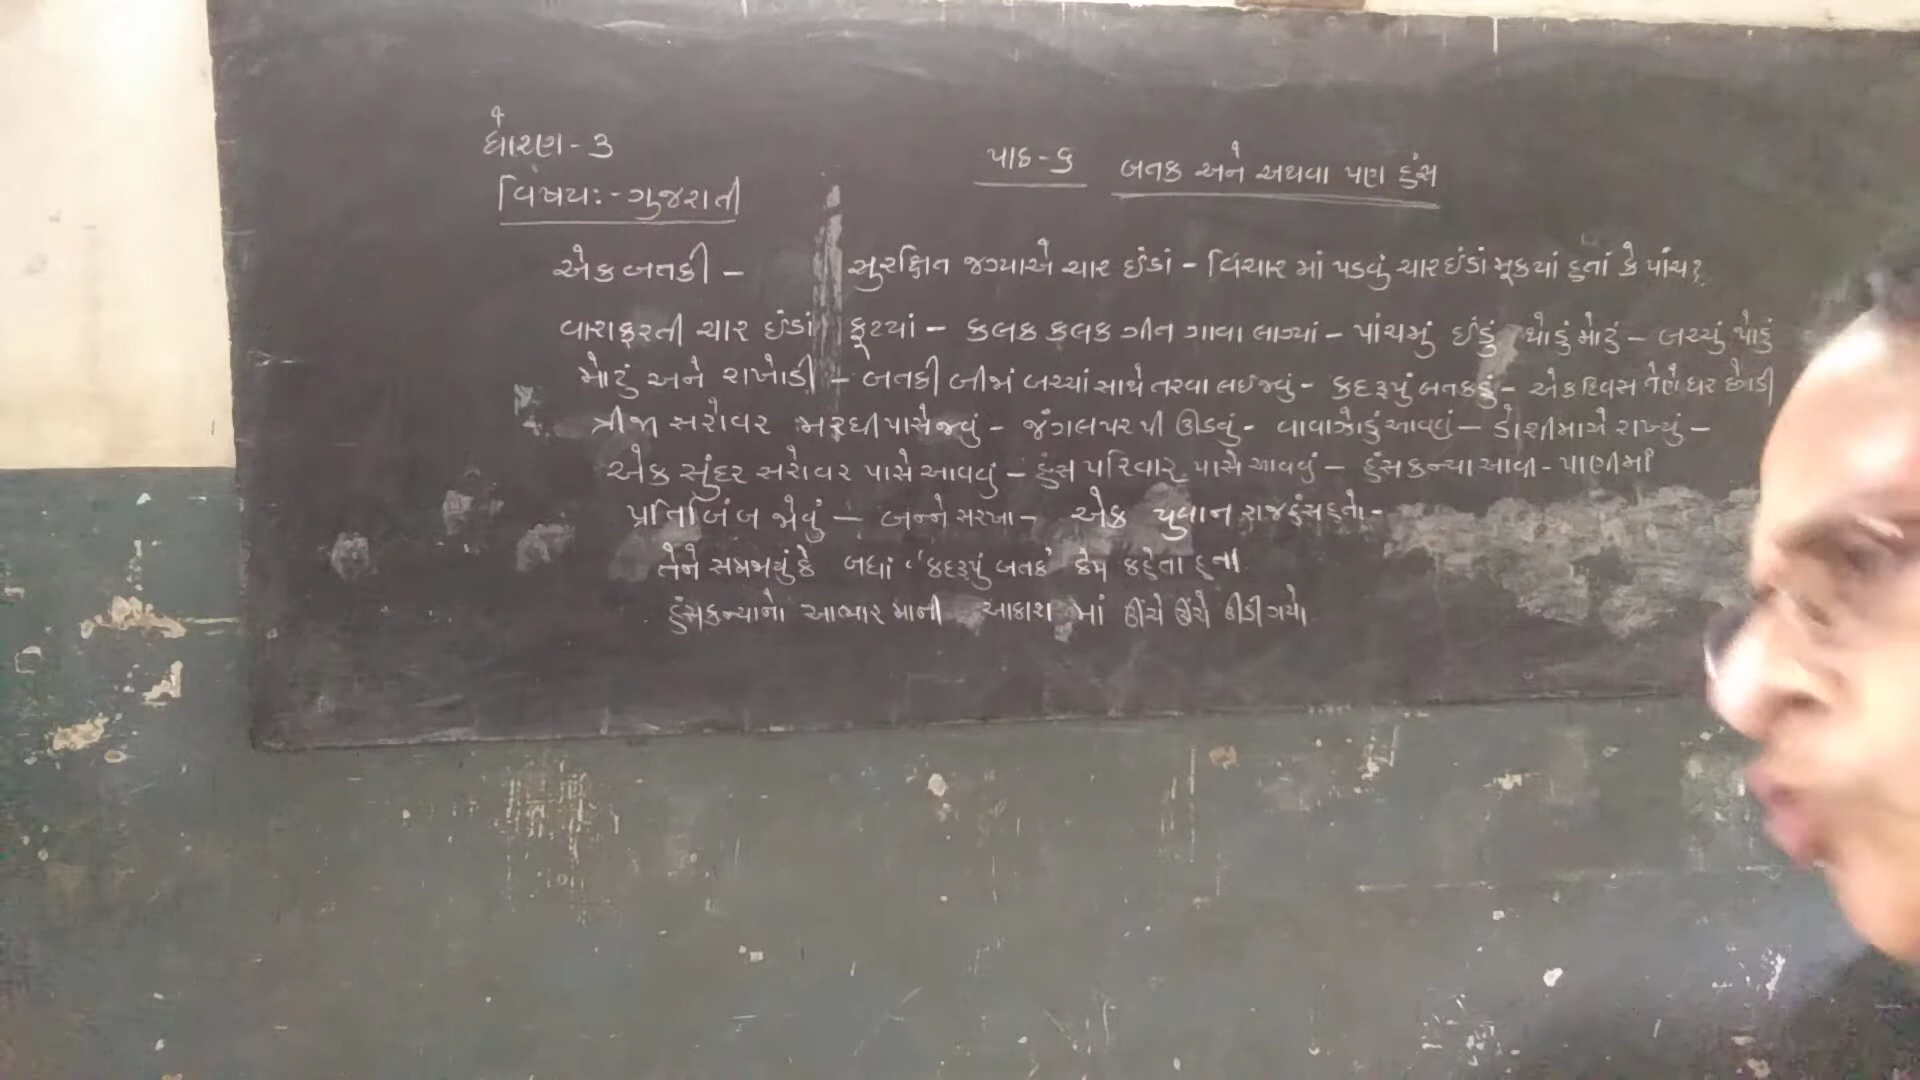 ધોરણ - ૩
વિષય:- ગુજરાતી
પાઠ - ૬ બતક અને અથવા પણ હંસ
એક બતકી - સુરક્ષિત જગ્યાએ ચાર ઈંડાં - વિચાર માં પડવું ચાર ઈંડાં મૂકયાં હતાં કે પાંચ?
વારાફરતી ચાર ઈંડાં ફૂટયાં - કલક કલક ગીત ગાવા લાગ્યાં - પાંચમું ઈંડું થોડું મોટું - બચ્ચું થોડું
મોટું અને રાખોડી - બતકી બીજાં બચ્ચાં સાથે તરવા લઈ જવું - કદરૂપું બતકડું - એક દિવસ તેણે ઘર છોડી
ત્રીજા સરોવર મરઘી પાસે જવું - જંગલ પર થી ઊડવું - વાવાઝોડું આવવું - ડોશીમાએ રાખ્યું -
એક સુંદર સરોવર પાસે આવવું - હંસ પરિવાર પાસે આવવું - હંસ કન્યા આવી - પાણીમાં
પ્રતિબિંબ જોવું - બન્ને સરખા - એક યુવાન રાજહંસ હતો -
તેને સમજાયું કે બધાં "કદરૂપું બતક" કેમ કહેતા હતા
હંસકન્યાનો આભાર માની આકાશ માં ઊંચે ઊંચે ઊડી ગયો.